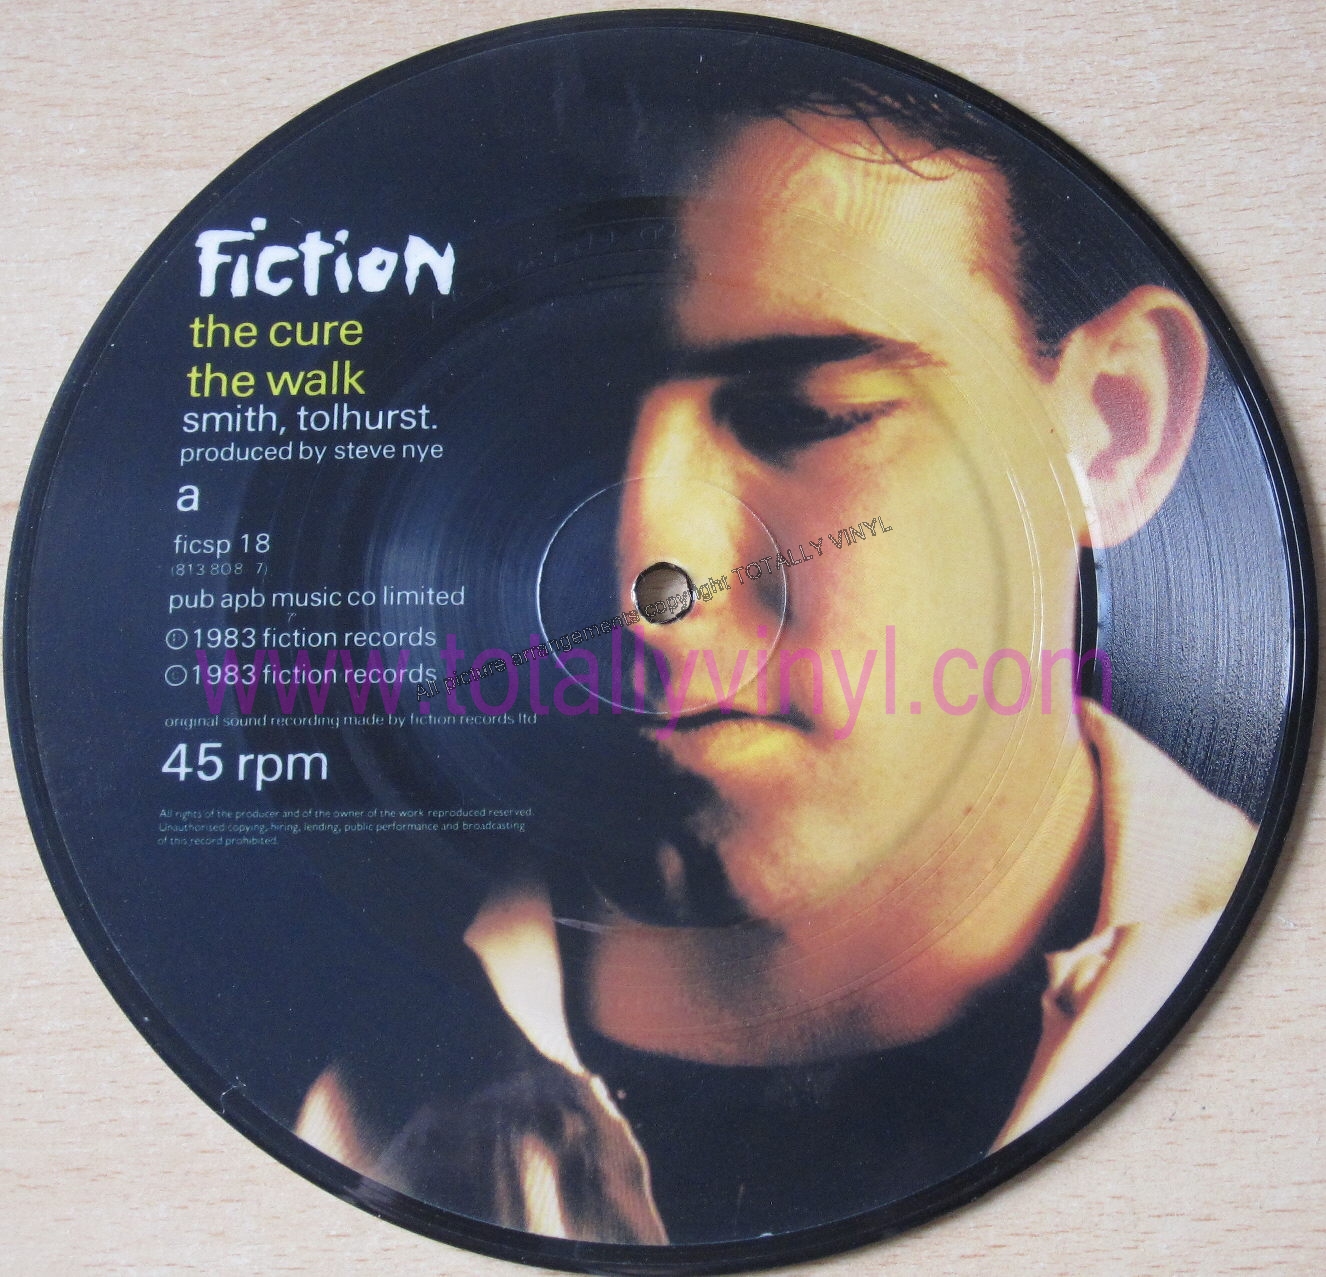 Fiction
the cure
the walk
smith, tolhurst.
produced by steve nye
a
ficsp 18
(813 808 7)
pub apb music co limited
℗ 1983 fiction records
© 1983 fiction records
original sound recording made by fiction records ltd
45 rpm
All rights of the producer and of the owner of the work reproduced reserved.
Unauthorised copying, hiring, lending, public performance and broadcasting
of this record prohibited.
All picture arrangements copyright TOTALLY VINYL
www.totallyvinyl.com